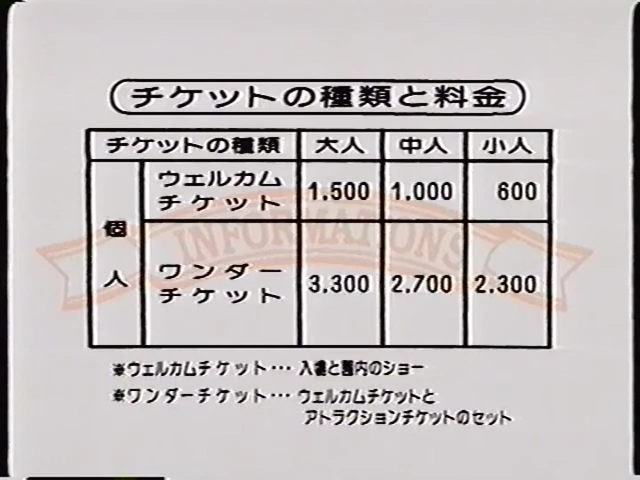 チケットの種類と料金
チケットの種類 大人 中人 小人
個人
ウェルカムチケット 1.500 1.000 600
ワンダーチケット 3.300 2.700 2.300
INFORMATIONS
※ウェルカムチケット… 入場と園内のショー
※ワンダーチケット… ウェルカムチケットと
アトラクションチケットのセット